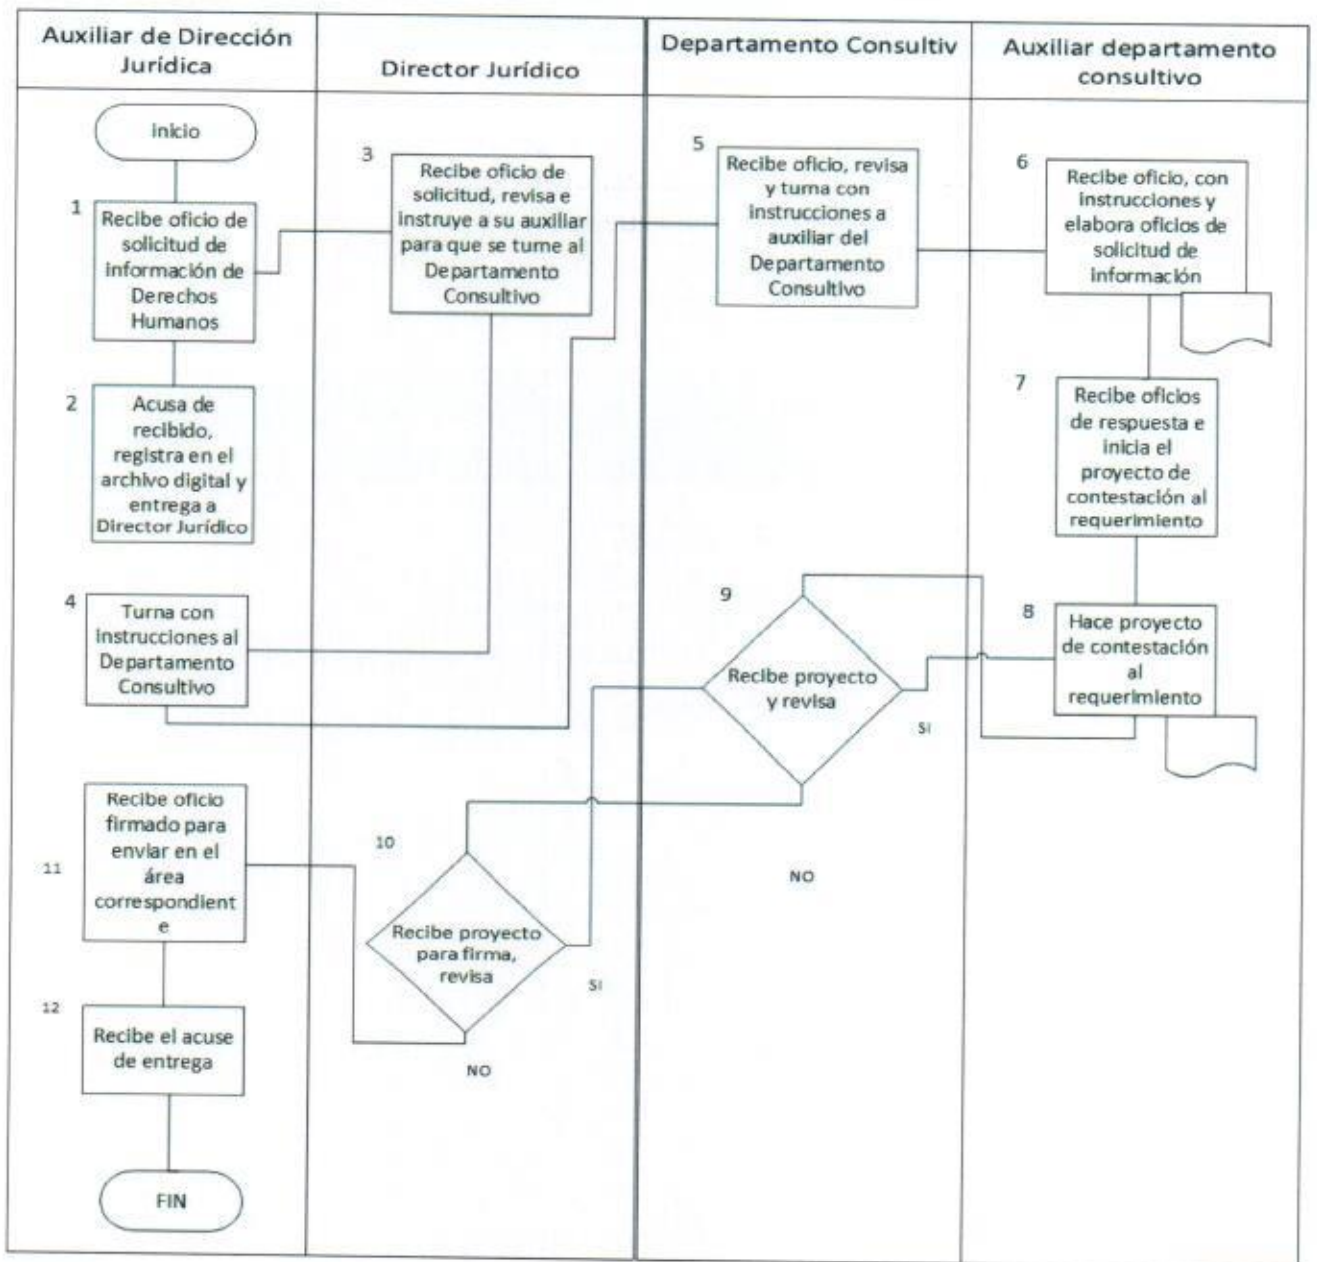 Auxiliar de Dirección
Jurídica
Director Jurídico
Departamento Consultiv
Auxiliar departamento
consultivo
inicio
1
Recibe oficio de
solicitud de
información de
Derechos
Humanos
2
Acusa de
recibido,
registra en el
archivo digital y
entrega a
Director Jurídico
3
Recibe oficio de
solicitud, revisa e
instruye a su auxiliar
para que se turne al
Departamento
Consultivo
4
Turna con
instrucciones al
Departamento
Consultivo
5
Recibe oficio, revisa
y turna con
instrucciones a
auxiliar del
Departamento
Consultivo
6
Recibe oficio, con
instrucciones y
elabora oficios de
solicitud de
información
7
Recibe oficios
de respuesta e
inicia el
proyecto de
contestación al
requerimiento
8
Hace proyecto
de contestación
al
requerimiento
9
Recibe proyecto
y revisa
SI
NO
10
Recibe proyecto
para firma,
revisa
SI
NO
11
Recibe oficio
firmado para
enviar en el
área
correspondient
e
12
Recibe el acuse
de entrega
FIN